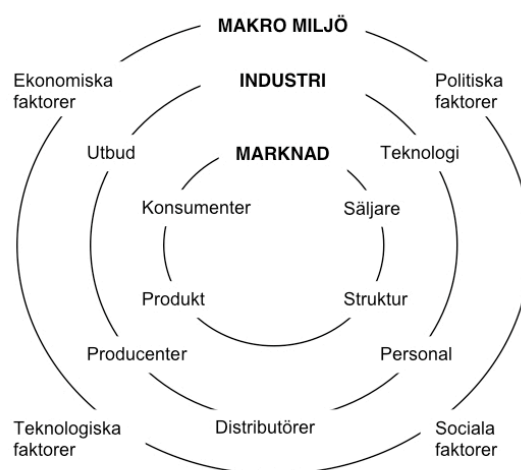 MAKRO MILJÖ
Ekonomiska
faktorer
INDUSTRI
Politiska
faktorer
Utbud
MARKNAD
Teknologi
Konsumenter
Säljare
Produkt
Struktur
Producenter
Personal
Teknologiska
faktorer
Distributörer
Sociala
faktorer